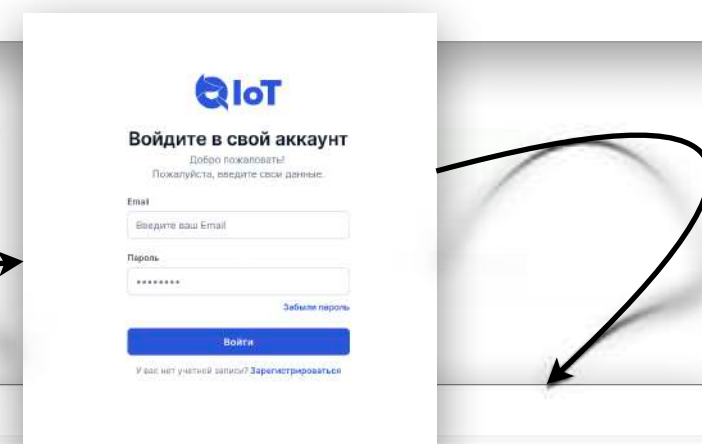 QIoT
Войдите в свой аккаунт
Добро пожаловать!
Пожалуйста, введите свои данные.
Email
Введите ваш Email
Пароль
********
Забыли пароль
Войти
У вас нет учетной записи? Зарегистрироваться